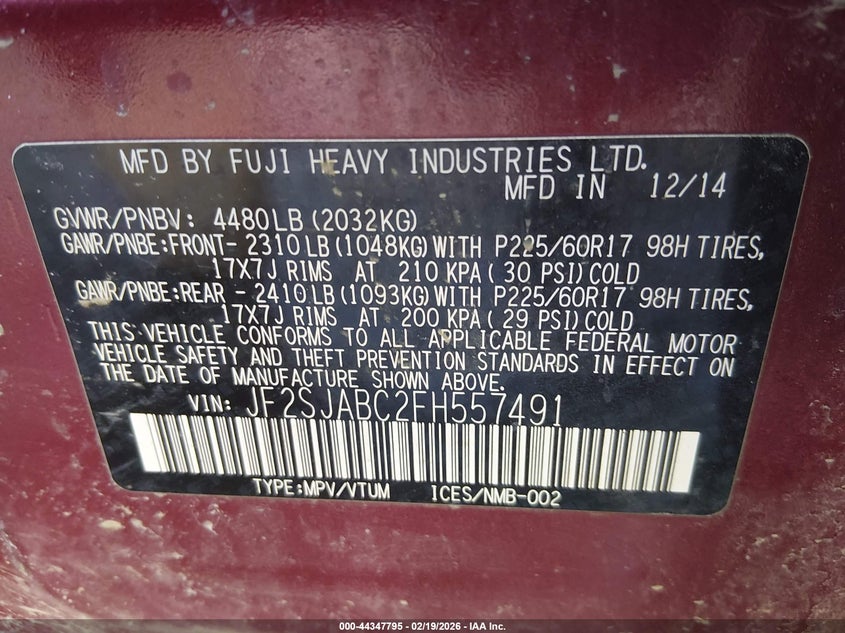 MFD BY FUJI HEAVY INDUSTRIES LTD.
MFD IN 12/14
GVWR/PNBV: 4480LB(2032KG)
GAWR/PNBE:FRONT- 2310LB(1048KG)WITH P225/60R17 98H TIRES,
17X7J RIMS AT 210 KPA( 30 PSI)COLD
GAWR/PNBE:REAR - 2410LB(1093KG)WITH P225/60R17 98H TIRES,
17X7J RIMS AT 200 KPA( 29 PSI)COLD
THIS VEHICLE CONFORMS TO ALL APPLICABLE FEDERAL MOTOR
VEHICLE SAFETY AND THEFT PREVENTION STANDARDS IN EFFECT ON
THE DATE OF MANUFACTURE SHOWN ABOVE.
VIN: JF2SJABC2FH557491
TYPE:MPV/VTUM ICES/NMB-002
000-44347795 - 02/19/2026 - IAA Inc.